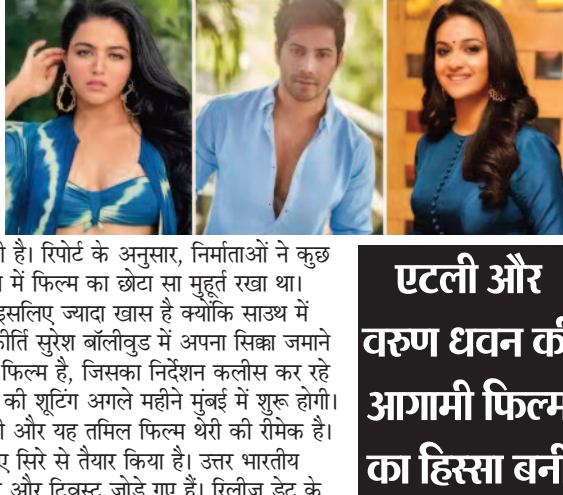 है। रिपोर्ट के अनुसार, निर्माताओं ने कुछ
में फिल्म का छोटा सा मुहूर्त रखा था।
इसलिए ज्यादा खास है क्योंकि साउथ में
कीर्ति सुरेश बॉलीवुड में अपना सिक्का जमाने
फिल्म है, जिसका निर्देशन कलीस कर रहे
की शूटिंग अगले महीने मुंबई में शुरू होगी।
और यह तमिल फिल्म थेरी की रीमेक है।
सिरे से तैयार किया है। उत्तर भारतीय
और ट्विस्ट जोड़े गए हैं। रिलीज डेट के
एटली और
वरुण धवन की
आगामी फिल्म
का हिस्सा बनी